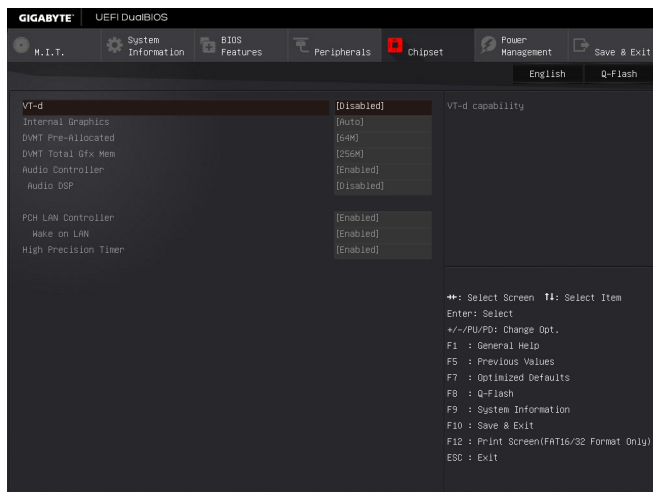 GIGABYTE™ UEFI DualBIOS
M.I.T. System Information BIOS Features Peripherals Chipset Power Management Save & Exit
English Q-Flash
VT-d [Disabled] VT-d capability
Internal Graphics [Auto]
DVMT Pre-Allocated [64M]
DVMT Total Gfx Mem [256M]
Audio Controller [Enabled]
Audio DSP [Disabled]
PCH LAN Controller [Enabled]
Wake on LAN [Enabled]
High Precision Timer [Enabled]
→←: Select Screen ↑↓: Select Item
Enter: Select
+/-/PU/PD: Change Opt.
F1 : General Help
F5 : Previous Values
F7 : Optimized Defaults
F8 : Q-Flash
F9 : System Information
F10 : Save & Exit
F12 : Print Screen(FAT16/32 Format Only)
ESC : Exit